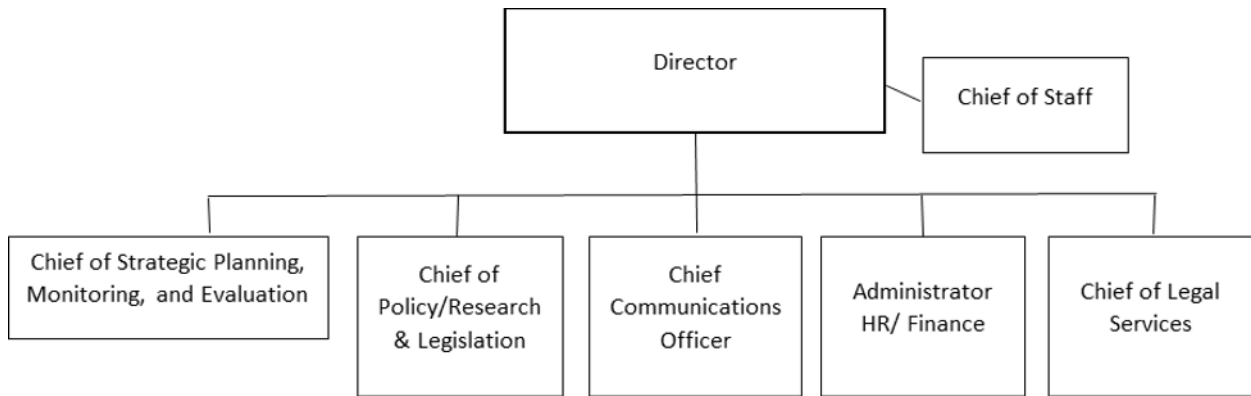 Director
Chief of Staff
Chief of Strategic Planning,
Monitoring, and Evaluation
Chief of
Policy/Research
& Legislation
Chief
Communications
Officer
Administrator
HR/ Finance
Chief of Legal
Services